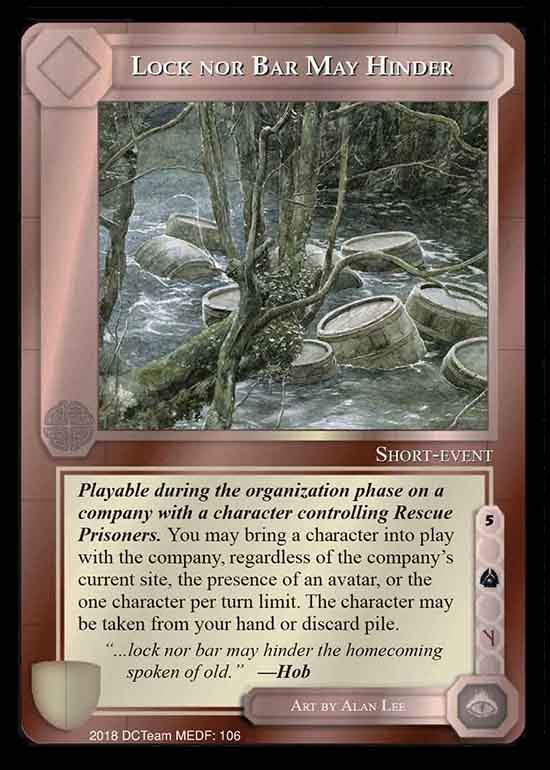 LOCK NOR BAR MAY HINDER
SHORT-EVENT
Playable during the organization phase on a
company with a character controlling Rescue
Prisoners. You may bring a character into play
with the company, regardless of the company's
current site, the presence of an avatar, or the
one character per turn limit. The character may
be taken from your hand or discard pile.
"...lock nor bar may hinder the homecoming
spoken of old." —Hob
5
ART BY ALAN LEE
2018 DCTeam MEDF: 106